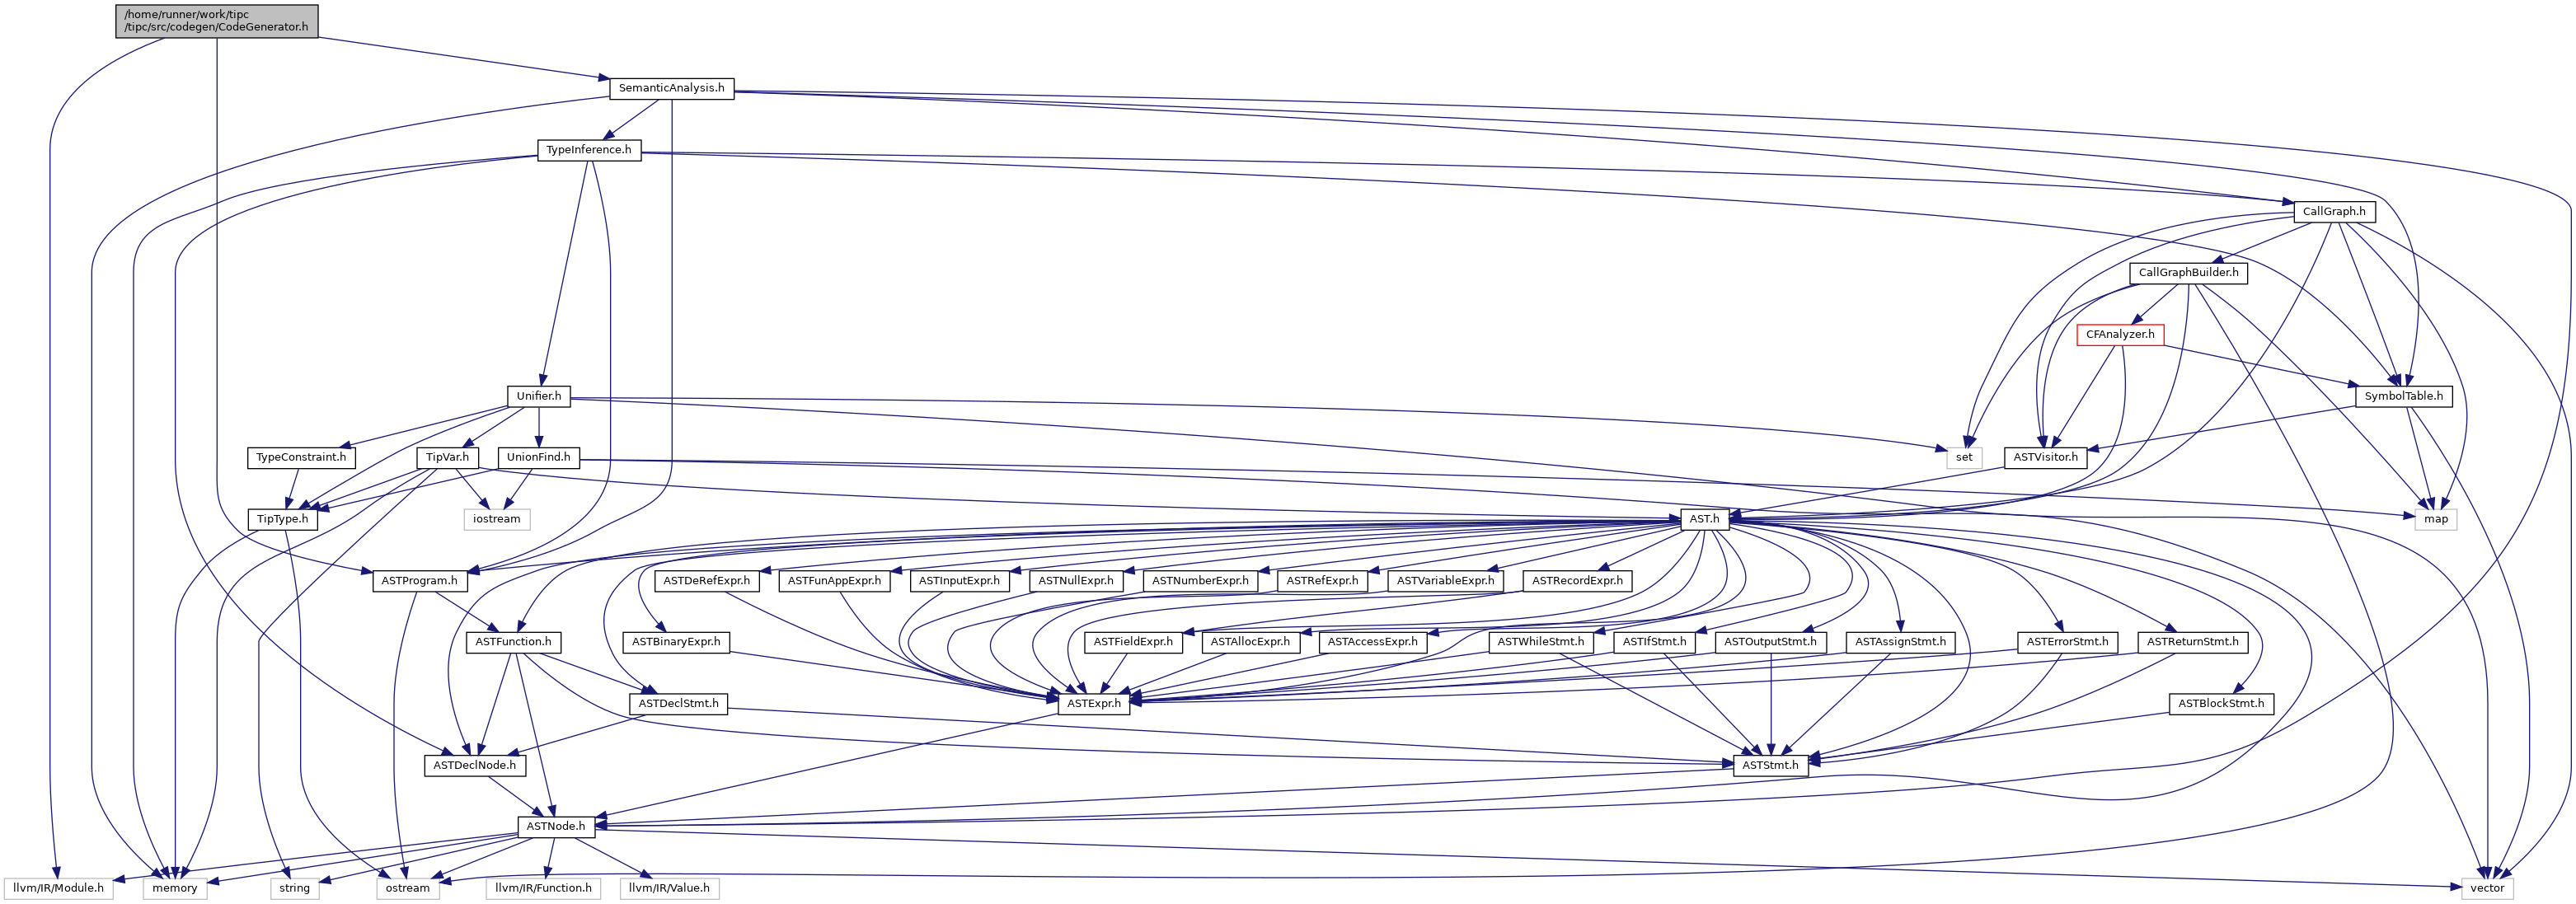 /home/runner/work/tipc
/tipc/src/codegen/CodeGenerator.h
SemanticAnalysis.h
TypeInference.h
CallGraph.h
CallGraphBuilder.h
CFAnalyzer.h
Unifier.h
SymbolTable.h
TypeConstraint.h
TipVar.h
UnionFind.h
set
ASTVisitor.h
TipType.h
iostream
AST.h
map
ASTProgram.h
ASTDeRefExpr.h
ASTFunAppExpr.h
ASTInputExpr.h
ASTNullExpr.h
ASTNumberExpr.h
ASTRefExpr.h
ASTVariableExpr.h
ASTRecordExpr.h
ASTFunction.h
ASTBinaryExpr.h
ASTFieldExpr.h
ASTAllocExpr.h
ASTAccessExpr.h
ASTWhileStmt.h
ASTIfStmt.h
ASTOutputStmt.h
ASTAssignStmt.h
ASTErrorStmt.h
ASTReturnStmt.h
ASTDeclStmt.h
ASTExpr.h
ASTBlockStmt.h
ASTDeclNode.h
ASTStmt.h
ASTNode.h
llvm/IR/Module.h
memory
string
ostream
llvm/IR/Function.h
llvm/IR/Value.h
vector